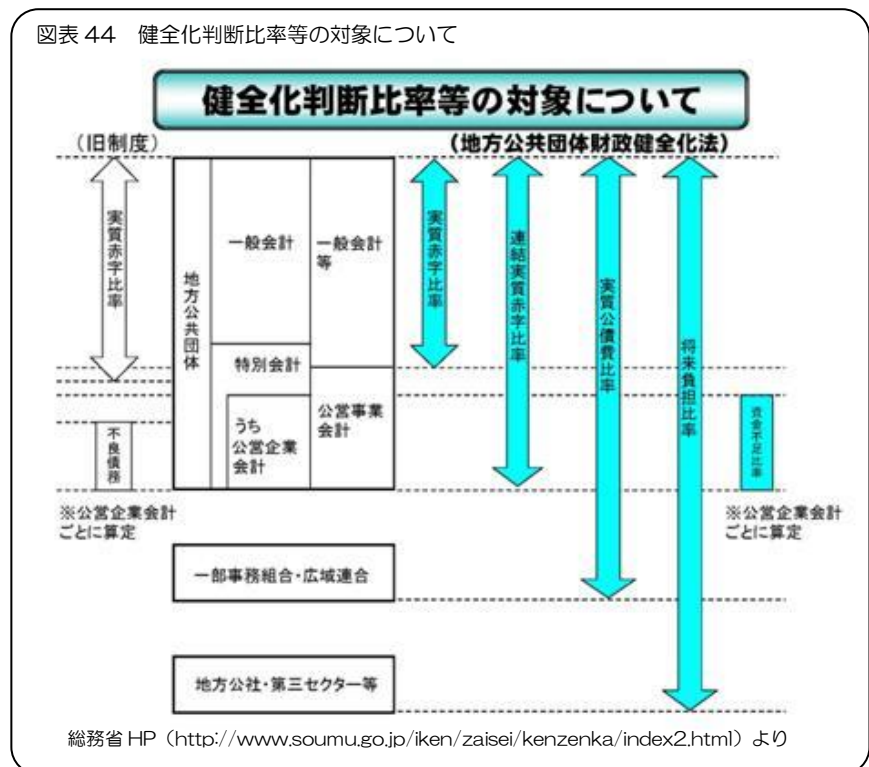 図表 44　健全化判断比率等の対象について
健全化判断比率等の対象について
（旧制度）
（地方公共団体財政健全化法）
実質赤字比率
不良債務
※公営企業会計
ごとに算定
地方公共団体
一般会計
特別会計
うち
公営企業
会計
一般会計
等
公営事業
会計
実質赤字比率
連結実質赤字比率
実質公債費比率
将来負担比率
資金不足比率
※公営企業会計
ごとに算定
一部事務組合・広域連合
地方公社・第三セクター等
総務省 HP（http://www.soumu.go.jp/iken/zaisei/kenzenka/index2.html）より